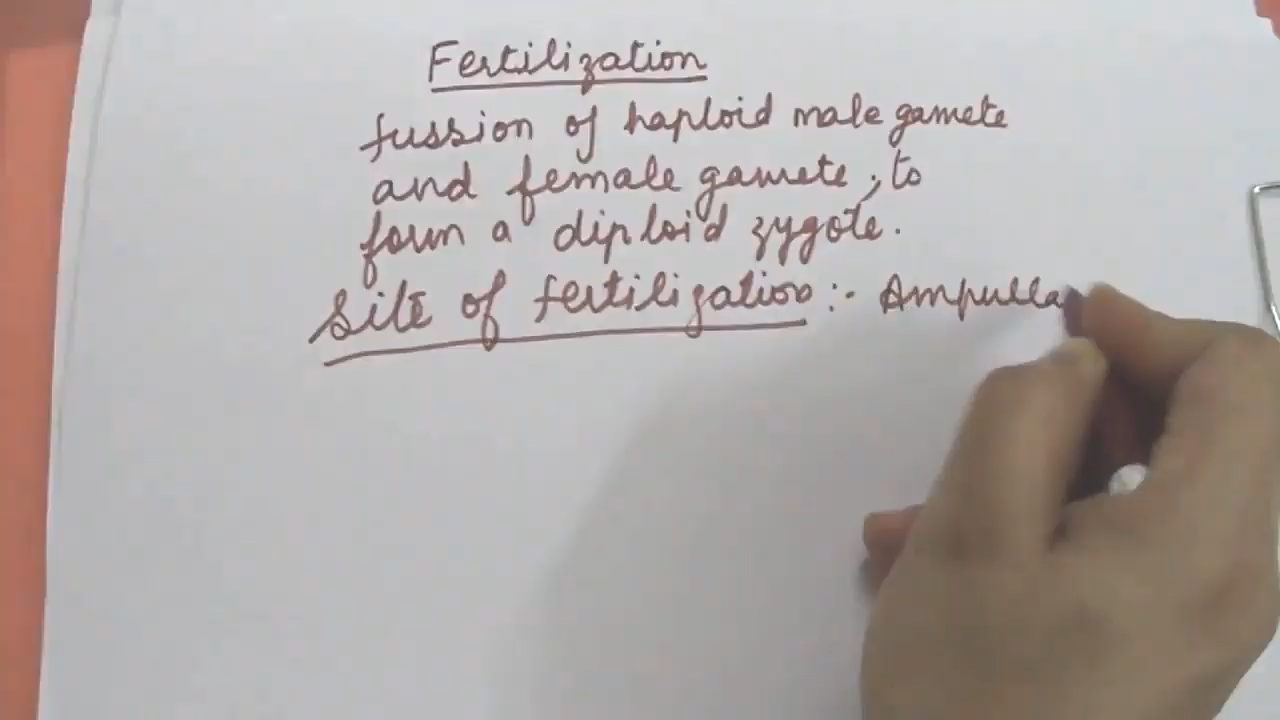 Fertilization
fussion of haploid male gamete
and female gamete, to
form a diploid zygote.
Site of fertilization :- Ampulla